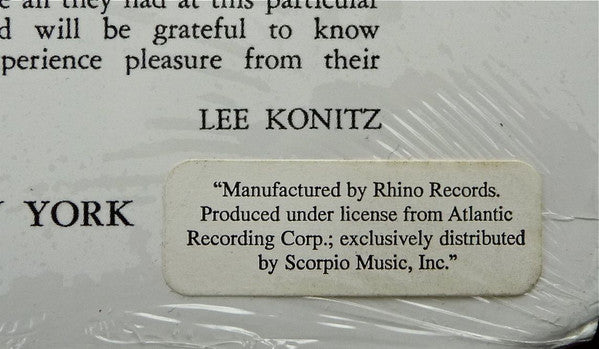 all they had at this particular
will be grateful to know
pleasure from their
LEE KONITZ
YORK
“Manufactured by Rhino Records.
Produced under license from Atlantic
Recording Corp.; exclusively distributed
by Scorpio Music, Inc.”